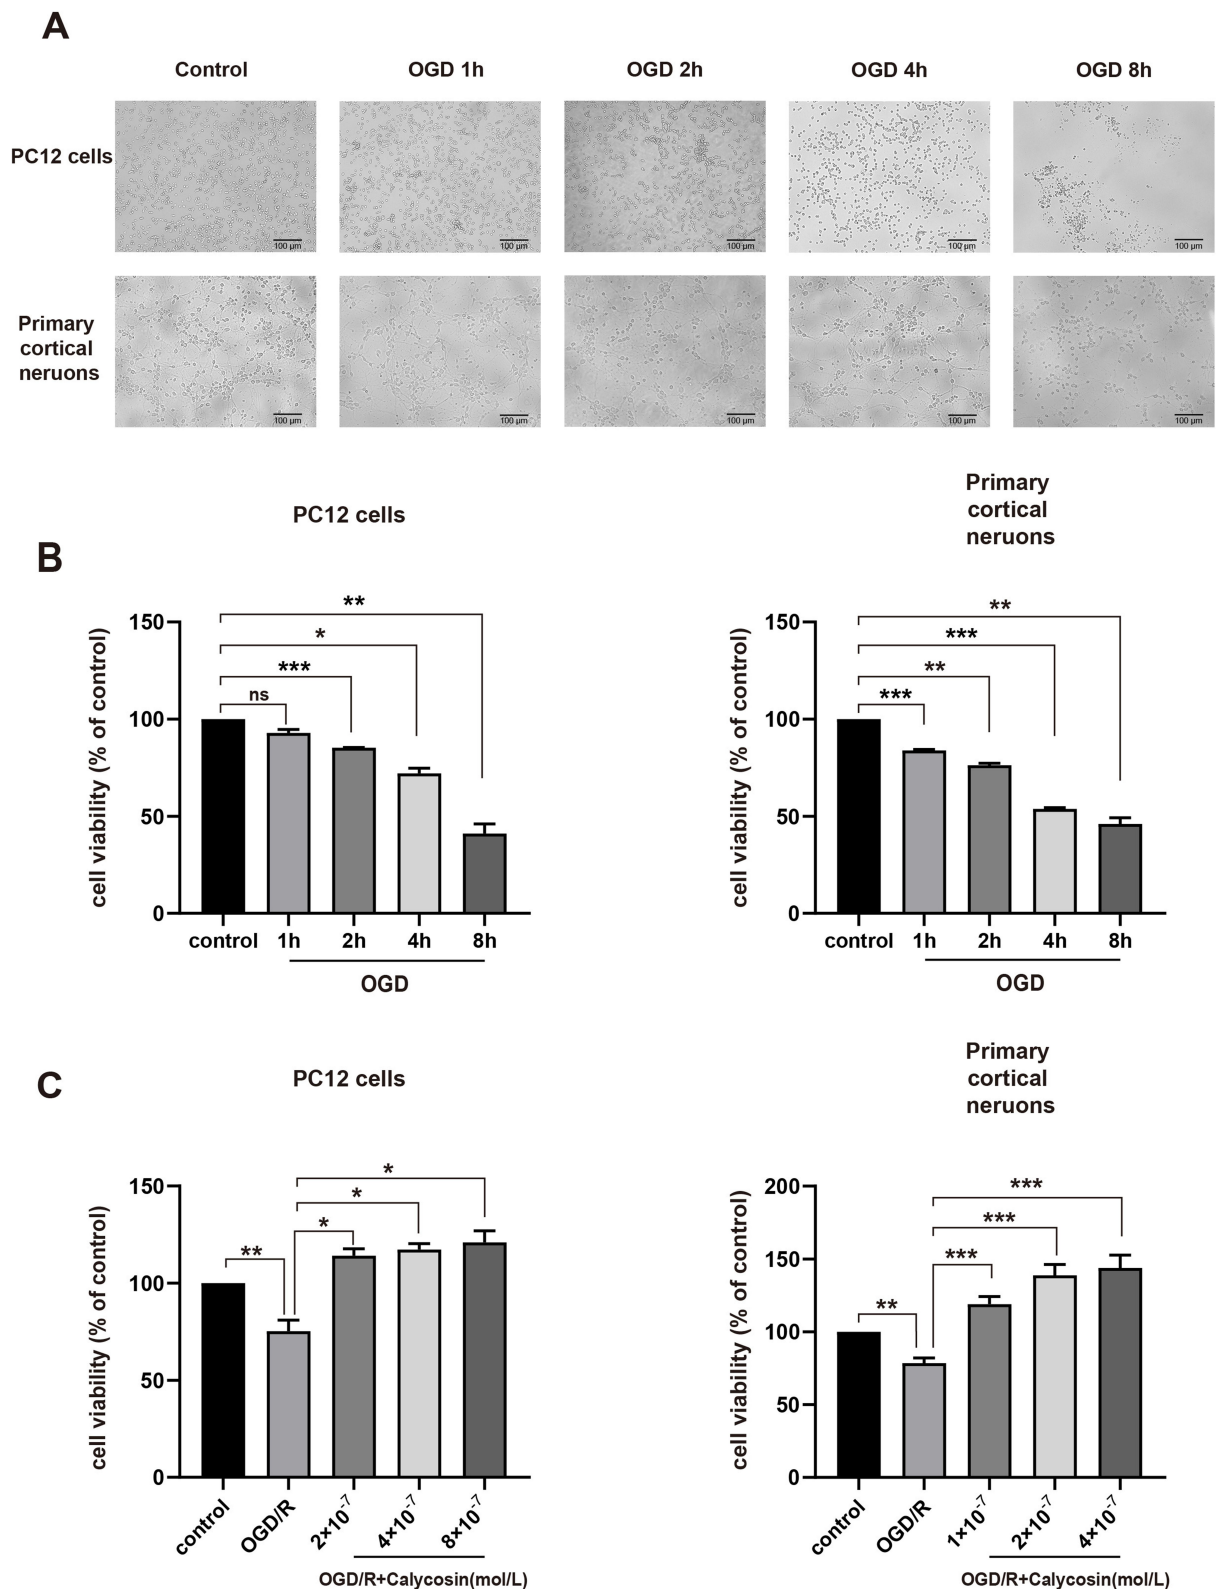 A
Control
OGD 1h
OGD 2h
OGD 4h
OGD 8h
PC12 cells
100 μm
100 μm
100 μm
100 μm
100 μm
Primary
cortical
neruons
100 μm
100 μm
100 μm
100 μm
100 μm
B
PC12 cells
cell viability (% of control)
150
100
50
0
**
*
***
ns
control
1h
2h
4h
8h
OGD
Primary
cortical
neruons
cell viability (% of control)
150
100
50
0
**
***
**
***
control
1h
2h
4h
8h
OGD
C
PC12 cells
cell viability (% of control)
150
100
50
0
*
*
*
**
control
OGD/R
2×10⁻⁷
4×10⁻⁷
8×10⁻⁷
OGD/R+Calycosin(mol/L)
Primary
cortical
neruons
cell viability (% of control)
200
150
100
50
0
***
***
***
**
control
OGD/R
1×10⁻⁷
2×10⁻⁷
4×10⁻⁷
OGD/R+Calycosin(mol/L)